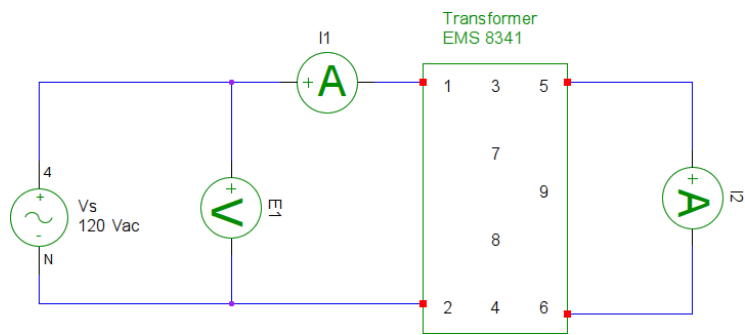 Transformer
EMS 8341
I1
A
1 3 5
7
4
9
V
E1
A
I2
Vs
120 Vac
8
N
2 4 6